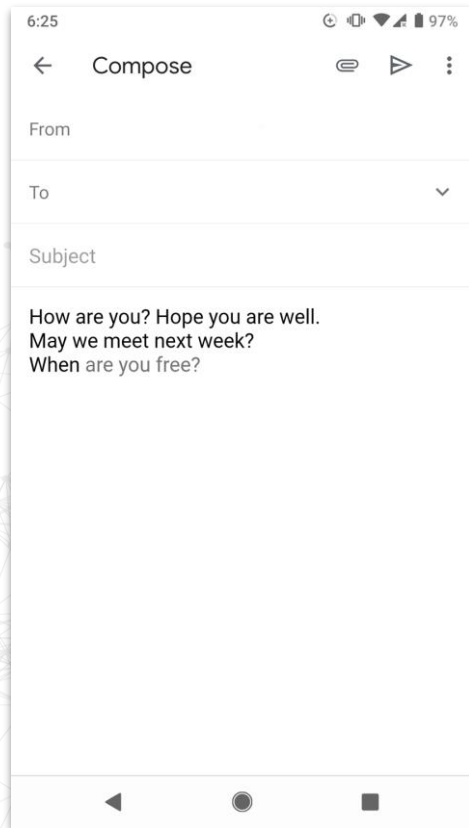 6:25
97%
Compose
From
To
Subject
How are you? Hope you are well.
May we meet next week?
When are you free?